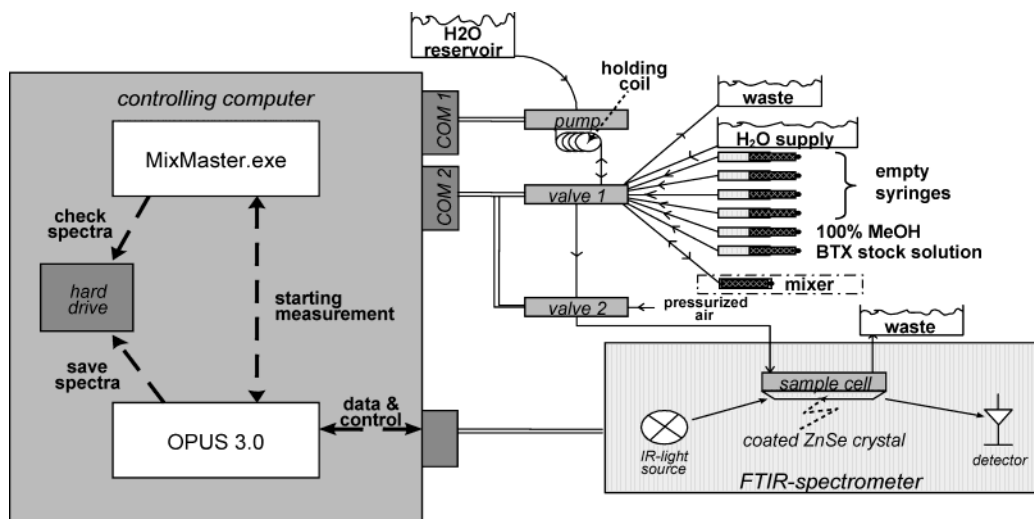 H2O
reservoir
controlling computer
MixMaster.exe
check
spectra
hard
drive
starting
measurement
save
spectra
OPUS 3.0
data &
control
COM 1
COM 2
pump
holding
coil
valve 1
valve 2
pressurized
air
waste
H₂O supply
empty
syringes
100% MeOH
BTX stock solution
mixer
waste
sample cell
coated ZnSe crystal
IR-light
source
detector
FTIR-spectrometer